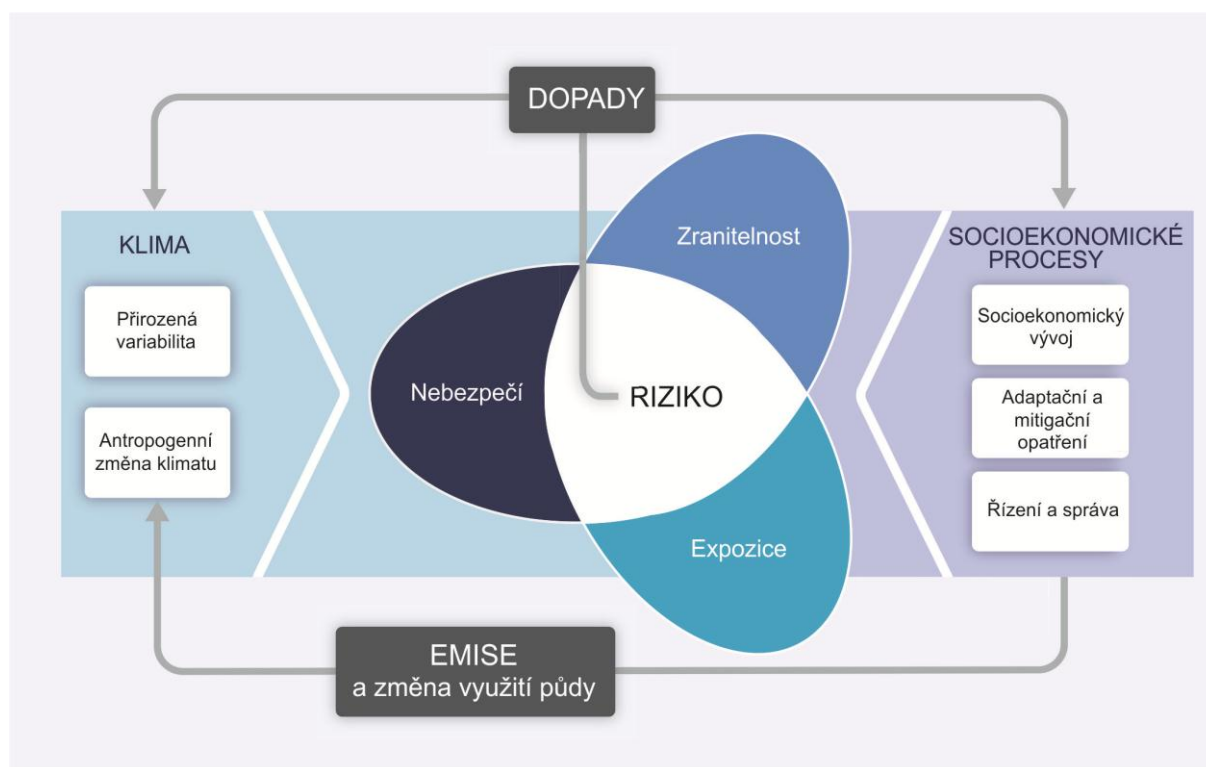 DOPADY
KLIMA
Přirozená
variabilita
Antropogenní
změna klimatu
Nebezpečí
Zranitelnost
RIZIKO
Expozice
SOCIOEKONOMICKÉ
PROCESY
Socioekonomický
vývoj
Adaptační a
mitigační
opatření
Řízení a správa
EMISE
a změna využití půdy